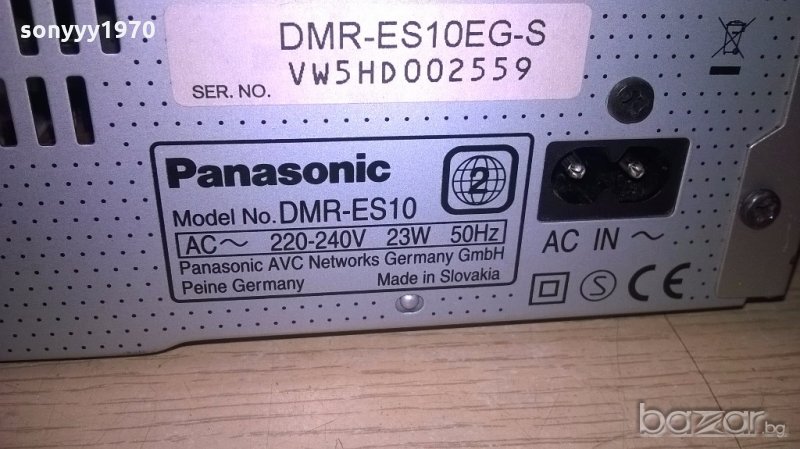 sonyyy1970
DMR-ES10EG-S
VW5HD002559
SER. NO.
Panasonic
2
Model No. DMR-ES10
AC～ 220-240V 23W 50Hz
Panasonic AVC Networks Germany GmbH
Peine Germany Made in Slovakia
AC IN ～
S CE
bazar.bg